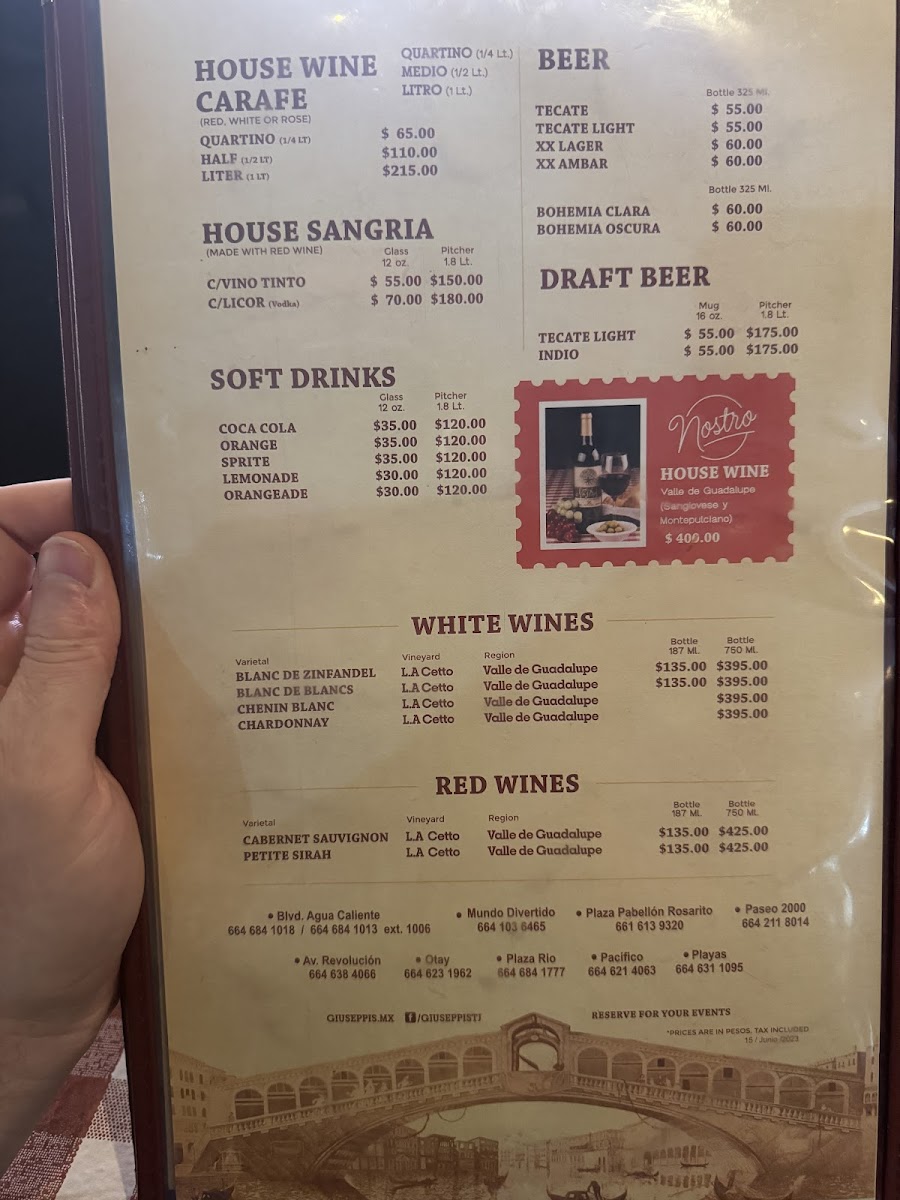 HOUSE WINE CARAFE
(RED, WHITE OR ROSE)
QUARTINO (1/4 Lt.)
MEDIO (1/2 Lt.)
LITRO (1 Lt.)
QUARTINO (1/4 LT) $ 65.00
HALF (1/2 LT) $110.00
LITER (1 LT) $215.00
HOUSE SANGRIA
(MADE WITH RED WINE)
Glass 12 oz. Pitcher 1.8 Lt.
C/VINO TINTO $ 55.00 $150.00
C/LICOR (Vodka) $ 70.00 $180.00
SOFT DRINKS
Glass 12 oz. Pitcher 1.8 Lt.
COCA COLA $35.00 $120.00
ORANGE $35.00 $120.00
SPRITE $35.00 $120.00
LEMONADE $30.00 $120.00
ORANGEADE $30.00 $120.00
BEER
Bottle 325 Ml.
TECATE $ 55.00
TECATE LIGHT $ 55.00
XX LAGER $ 60.00
XX AMBAR $ 60.00
Bottle 325 Ml.
BOHEMIA CLARA $ 60.00
BOHEMIA OSCURA $ 60.00
DRAFT BEER
Mug 16 oz. Pitcher 1.8 Lt.
TECATE LIGHT $ 55.00 $175.00
INDIO $ 55.00 $175.00
Nostro
HOUSE WINE
Valle de Guadalupe
(Sangiovese y
Montepulciano)
$ 400.00
WHITE WINES
Varietal Vineyard Region Bottle 187 ML. Bottle 750 ML.
BLANC DE ZINFANDEL L.A Cetto Valle de Guadalupe $135.00 $395.00
BLANC DE BLANCS L.A Cetto Valle de Guadalupe $135.00 $395.00
CHENIN BLANC L.A Cetto Valle de Guadalupe $395.00
CHARDONNAY L.A Cetto Valle de Guadalupe $395.00
RED WINES
Varietal Vineyard Region Bottle 187 ML. Bottle 750 ML.
CABERNET SAUVIGNON L.A Cetto Valle de Guadalupe $135.00 $425.00
PETITE SIRAH L.A Cetto Valle de Guadalupe $135.00 $425.00
• Blvd. Agua Caliente • Mundo Divertido • Plaza Pabellón Rosarito • Paseo 2000
664 684 1018 / 664 684 1013 ext. 1006 664 103 6465 661 613 9320 664 211 8014
• Av. Revolución • Otay • Plaza Rio • Pacifico • Playas
664 638 4066 664 623 1962 664 684 1777 664 621 4063 664 631 1095
GIUSEPPIS.MX f/GIUSEPPISTJ RESERVE FOR YOUR EVENTS
*PRICES ARE IN PESOS, TAX INCLUDED
15 / Junio /2023